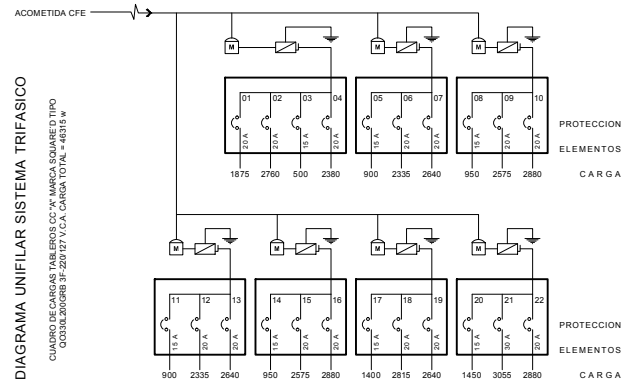 ACOMETIDA CFE
M M M
01 02 03 04 05 06 07 08 09 10
20 A 20 A 15 A 20 A 15 A 20 A 20 A 15 A 20 A 20 A
PROTECCION
ELEMENTOS
1875 2760 500 2380 900 2335 2640 950 2575 2880 CARGA
M M M M
11 12 13 14 15 16 17 18 19 20 21 22
15 A 20 A 20 A 15 A 20 A 20 A 15 A 20 A 20 A 15 A 30 A 20 A
PROTECCION
ELEMENTOS
900 2335 2640 950 2575 2880 1400 2815 2640 1450 3055 2880 CARGA
DIAGRAMA UNIFILAR SISTEMA TRIFASICO
CUADRO DE CARGAS TABLEROS CC"A" MARCA SQUARE'D TIPO
QO330L200GRB 3F-220/127 V.C.A. CARGA TOTAL = 46315 w